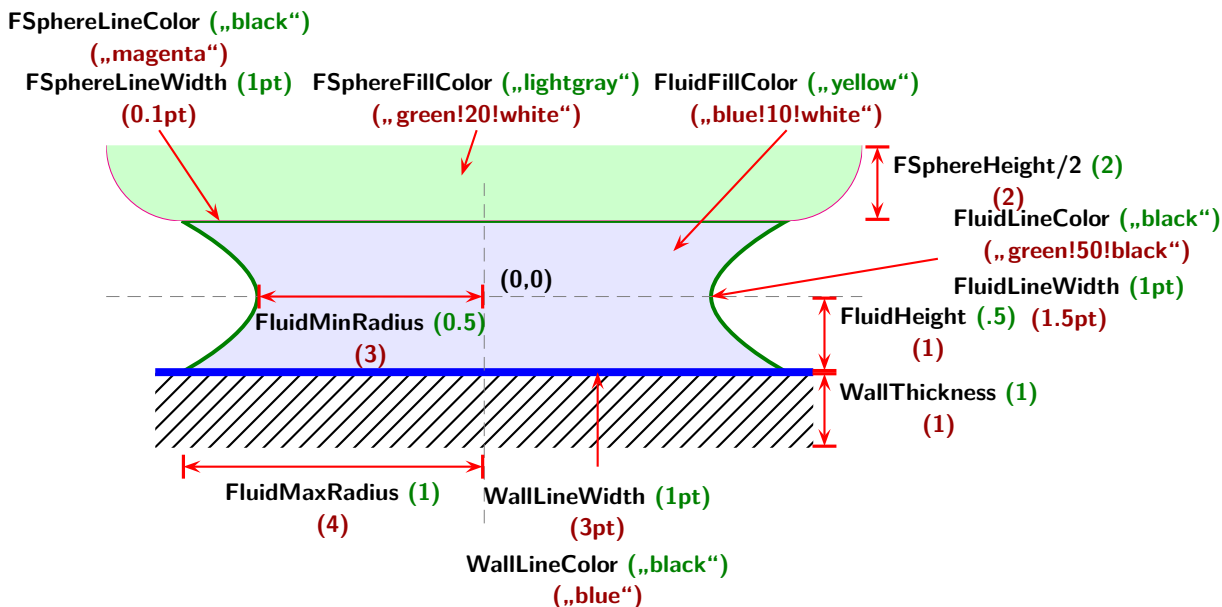 FSphereLineColor („black“)
(„magenta“)
FSphereLineWidth (1pt)
(0.1pt)
FSphereFillColor („lightgray“)
(„green!20!white“)
FluidFillColor („yellow“)
(„blue!10!white“)
FSphereHeight/2 (2)
(2)
FluidLineColor („black“)
(„green!50!black“)
(0,0)
FluidLineWidth (1pt)
(1.5pt)
FluidMinRadius (0.5)
(3)
FluidHeight (.5)
(1)
WallThickness (1)
(1)
FluidMaxRadius (1)
(4)
WallLineWidth (1pt)
(3pt)
WallLineColor („black“)
(„blue“)